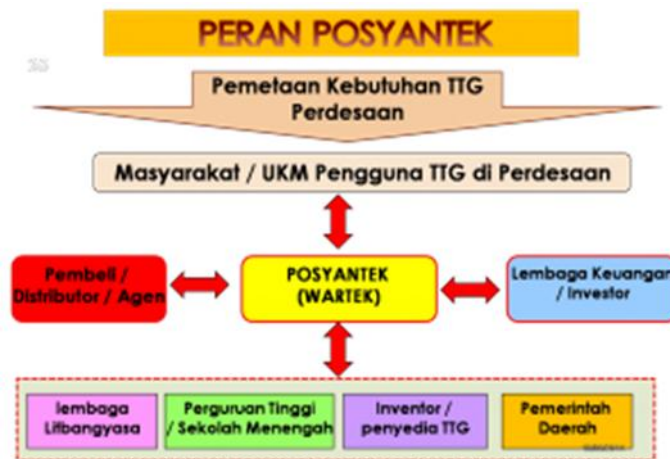 PERAN POSYANTEK
Pemetaan Kebutuhan TTG
Perdesaan
Masyarakat / UKM Pengguna TTG di Perdesaan
Pembeli /
Distributor / Agen
POSYANTEK
(WARTEK)
Lembaga Keuangan
/ Investor
lembaga
Litbangyasa
Perguruan Tinggi
/ Sekolah Menengah
Inventor /
penyedia TTG
Pemerintah
Daerah